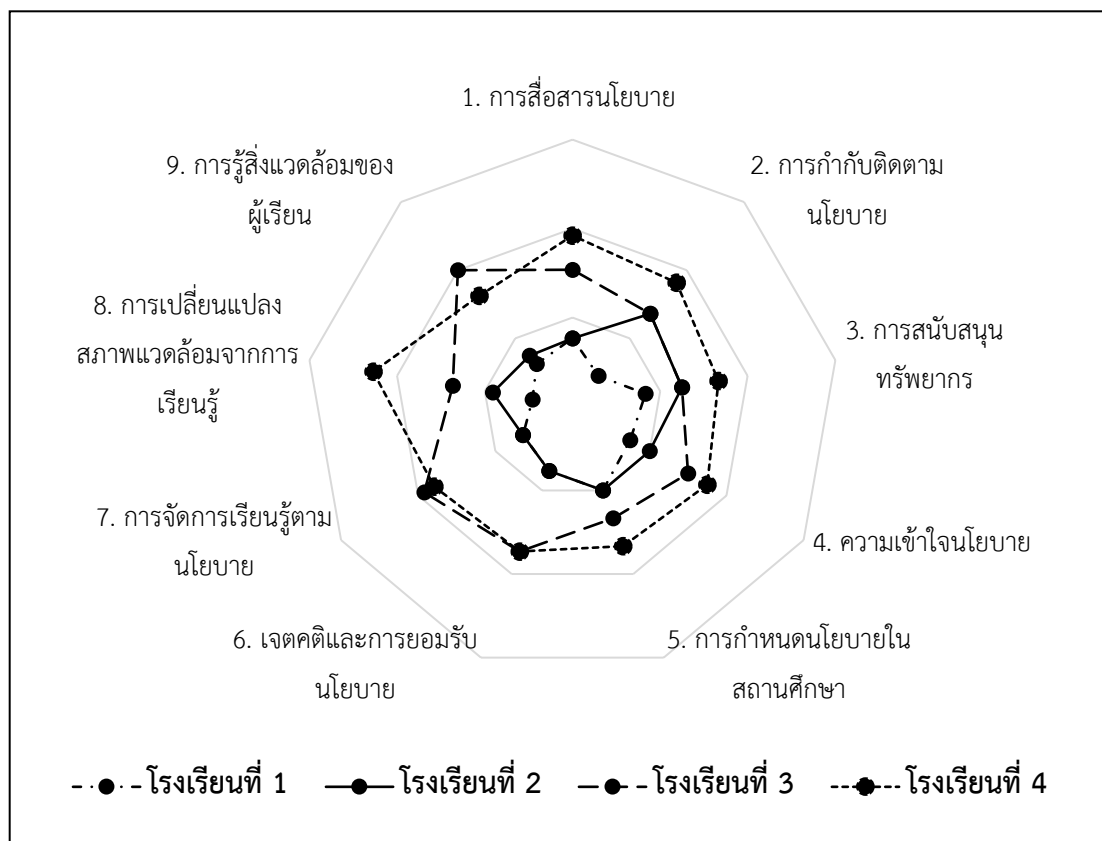 1. การสื่อสารนโยบาย
2. การกำกับติดตาม
นโยบาย
3. การสนับสนุน
ทรัพยากร
4. ความเข้าใจนโยบาย
5. การกำหนดนโยบายใน
สถานศึกษา
6. เจตคติและการยอมรับ
นโยบาย
7. การจัดการเรียนรู้ตาม
นโยบาย
8. การเปลี่ยนแปลง
สภาพแวดล้อมจากการ
เรียนรู้
9. การรู้สิ่งแวดล้อมของ
ผู้เรียน
โรงเรียนที่ 1 โรงเรียนที่ 2 โรงเรียนที่ 3 โรงเรียนที่ 4